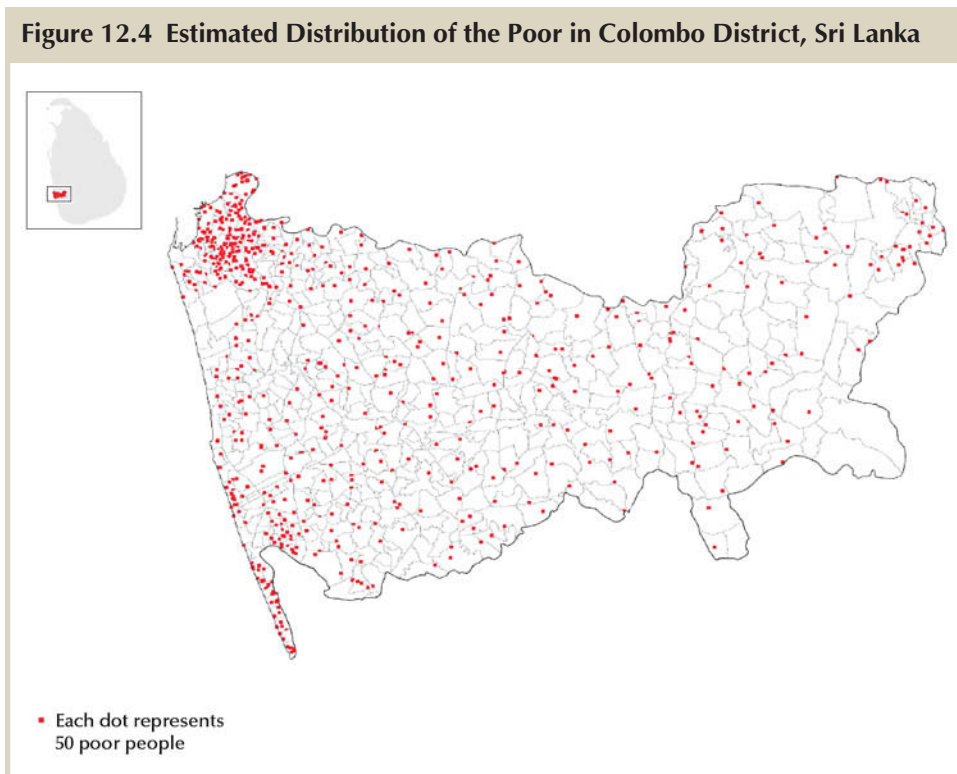 Figure 12.4 Estimated Distribution of the Poor in Colombo District, Sri Lanka
Each dot represents
50 poor people